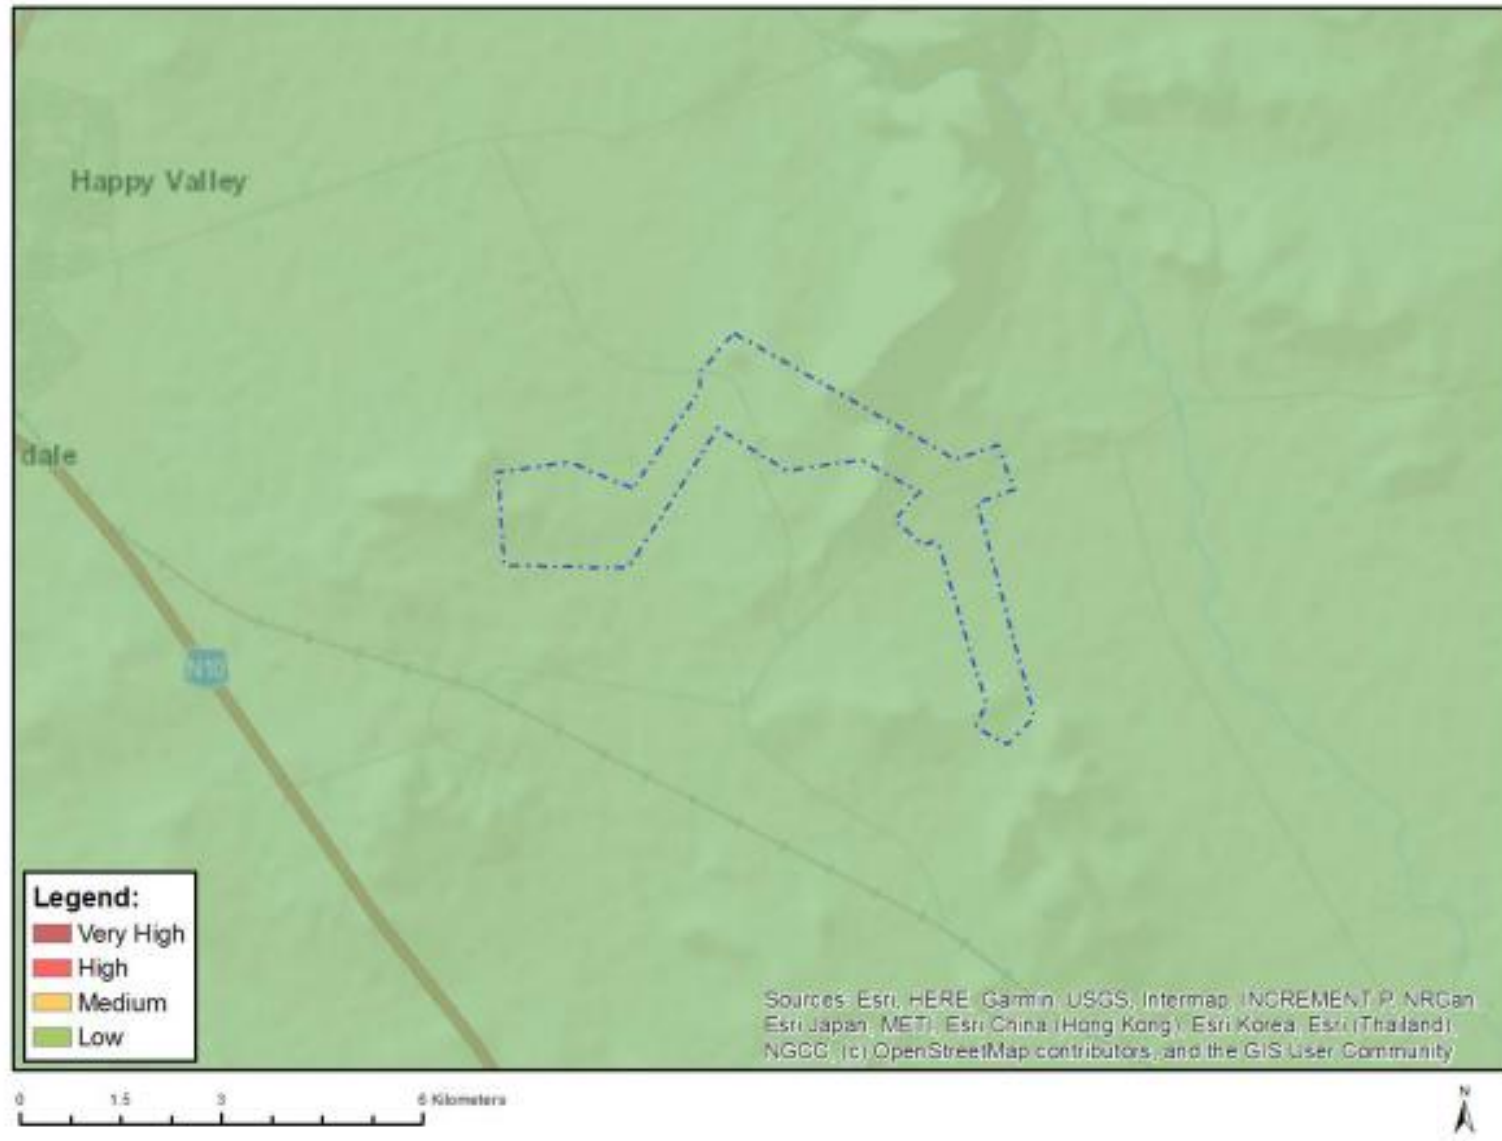 Happy Valley
dale
N10
Legend:
Very High
High
Medium
Low
Sources: Esri, HERE, Garmin, USGS, Intermap, INCREMENT P, NRCan,
Esri Japan, METI, Esri China (Hong Kong), Esri Korea, Esri (Thailand),
NGCC, (c) OpenStreetMap contributors, and the GIS User Community
0 1.5 3 6 Kilometers
N